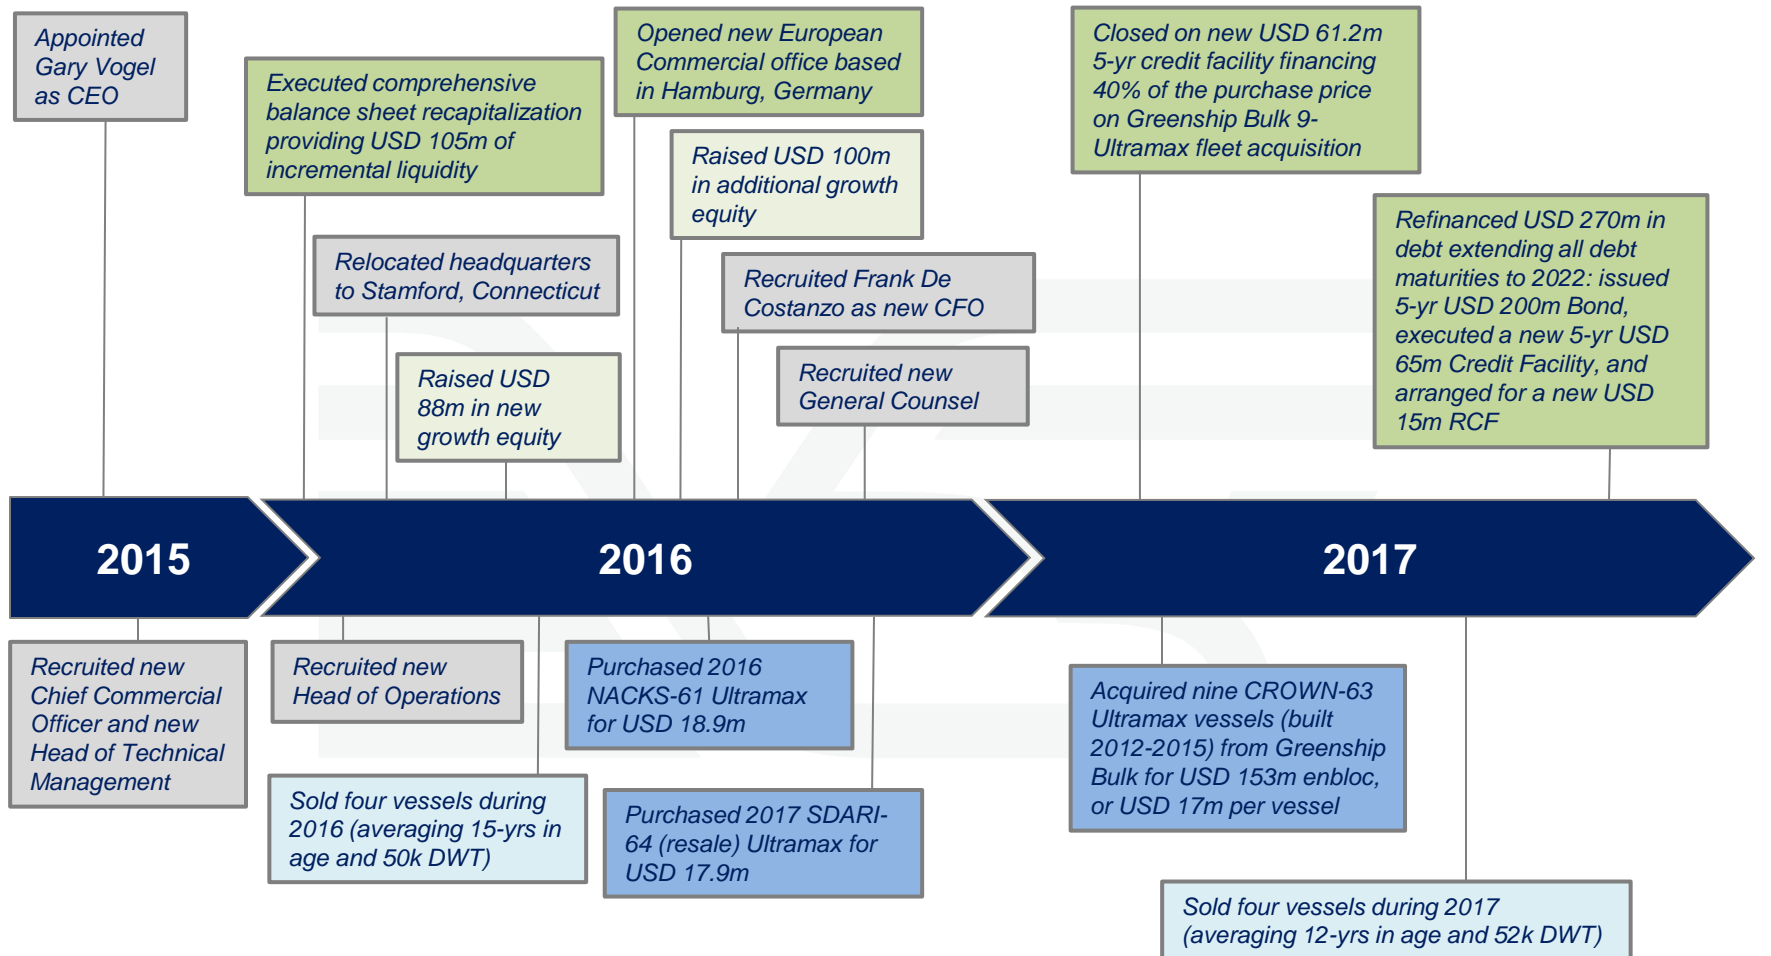 Appointed
Gary Vogel
as CEO
Executed comprehensive
balance sheet recapitalization
providing USD 105m of
incremental liquidity
Relocated headquarters
to Stamford, Connecticut
Raised USD
88m in new
growth equity
Opened new European
Commercial office based
in Hamburg, Germany
Raised USD 100m
in additional growth
equity
Recruited Frank De
Costanzo as new CFO
Recruited new
General Counsel
Closed on new USD 61.2m
5-yr credit facility financing
40% of the purchase price
on Greenship Bulk 9-
Ultramax fleet acquisition
Refinanced USD 270m in
debt extending all debt
maturities to 2022: issued
5-yr USD 200m Bond,
executed a new 5-yr USD
65m Credit Facility, and
arranged for a new USD
15m RCF
2015
2016
2017
Recruited new
Chief Commercial
Officer and new
Head of Technical
Management
Recruited new
Head of Operations
Sold four vessels during
2016 (averaging 15-yrs in
age and 50k DWT)
Purchased 2016
NACKS-61 Ultramax
for USD 18.9m
Purchased 2017 SDARI-
64 (resale) Ultramax for
USD 17.9m
Acquired nine CROWN-63
Ultramax vessels (built
2012-2015) from Greenship
Bulk for USD 153m enbloc,
or USD 17m per vessel
Sold four vessels during 2017
(averaging 12-yrs in age and 52k DWT)